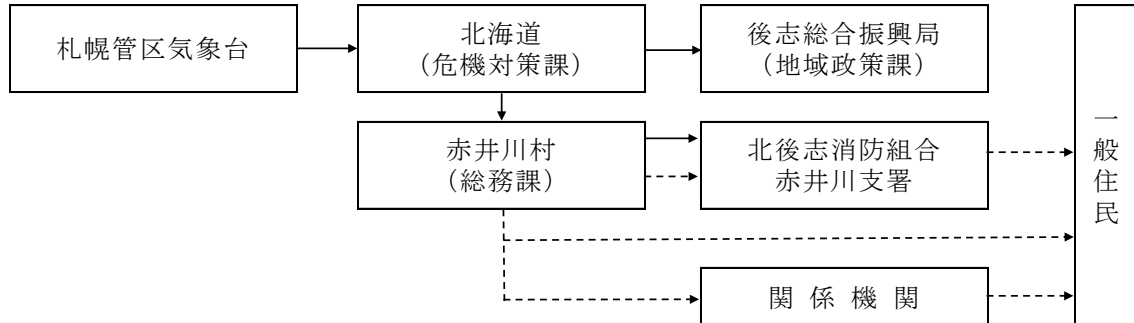 札幌管区気象台
北海道
（危機対策課）
後志総合振興局
（地域政策課）
赤井川村
（総務課）
北後志消防組合
赤井川支署
一般住民
関係機関